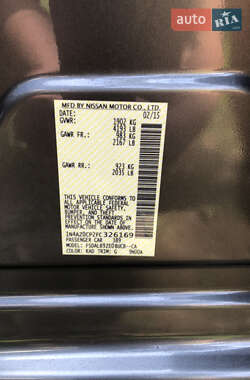 AUTO RIA .com
MFD BY NISSAN MOTOR CO., LTD.
DATE: 02/15
GVWR: 1902 KG
4193 LB
GAWR FR.: 983 KG
2167 LB
GAWR RR.: 923 KG
2035 LB
THIS VEHICLE CONFORMS TO ALL
APPLICABLE FEDERAL MOTOR
VEHICLE SAFETY,
BUMPER, AND THEFT
PREVENTION STANDARDS
IN EFFECT ON THE DATE OF
MANUFACTURE SHOWN ABOVE.
1N4AZ0CP2FC326169
PASSENGER CAR 389
COLOR: KAD TRIM: G